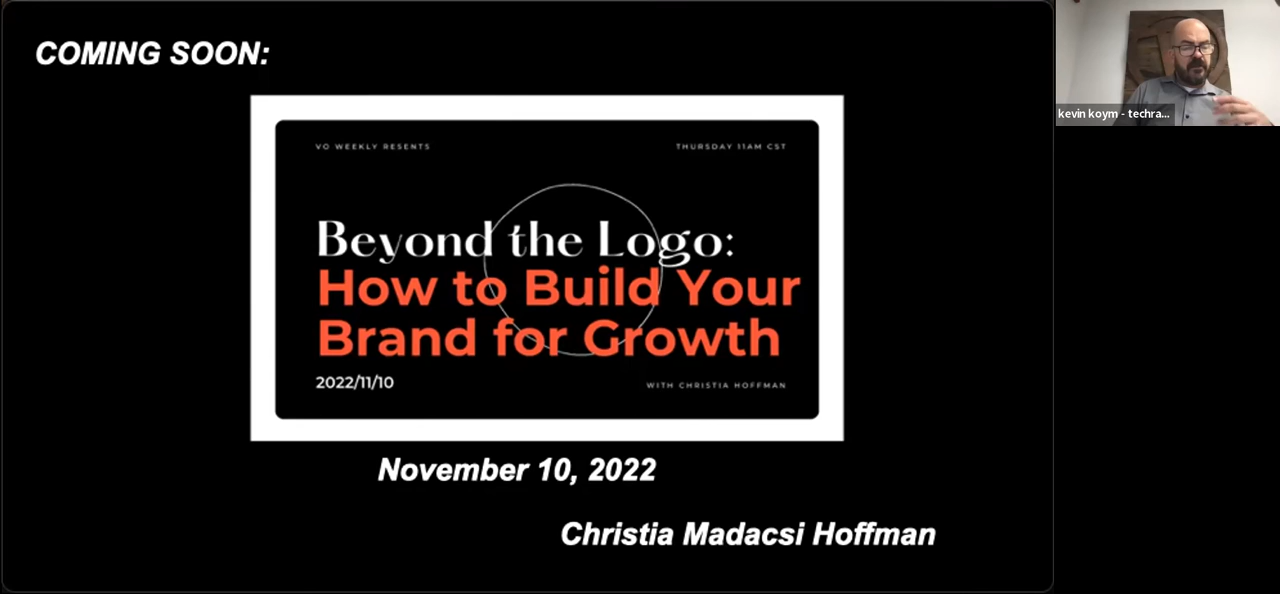 COMING SOON:
VO WEEKLY RESENTS
THURSDAY 11AM CST
Beyond the Logo:
How to Build Your
Brand for Growth
2022/11/10
WITH CHRISTIA HOFFMAN
November 10, 2022
Christia Madacsi Hoffman
kevin koym - techra...